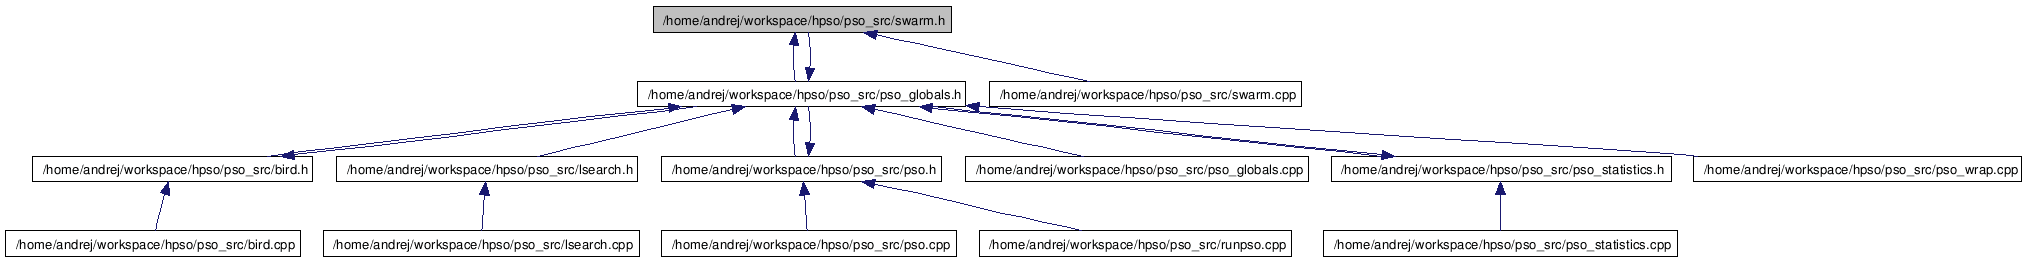 /home/andrej/workspace/hpso/pso_src/swarm.h
/home/andrej/workspace/hpso/pso_src/pso_globals.h
/home/andrej/workspace/hpso/pso_src/swarm.cpp
/home/andrej/workspace/hpso/pso_src/bird.h
/home/andrej/workspace/hpso/pso_src/lsearch.h
/home/andrej/workspace/hpso/pso_src/pso.h
/home/andrej/workspace/hpso/pso_src/pso_globals.cpp
/home/andrej/workspace/hpso/pso_src/pso_statistics.h
/home/andrej/workspace/hpso/pso_src/pso_wrap.cpp
/home/andrej/workspace/hpso/pso_src/bird.cpp
/home/andrej/workspace/hpso/pso_src/lsearch.cpp
/home/andrej/workspace/hpso/pso_src/pso.cpp
/home/andrej/workspace/hpso/pso_src/runpso.cpp
/home/andrej/workspace/hpso/pso_src/pso_statistics.cpp